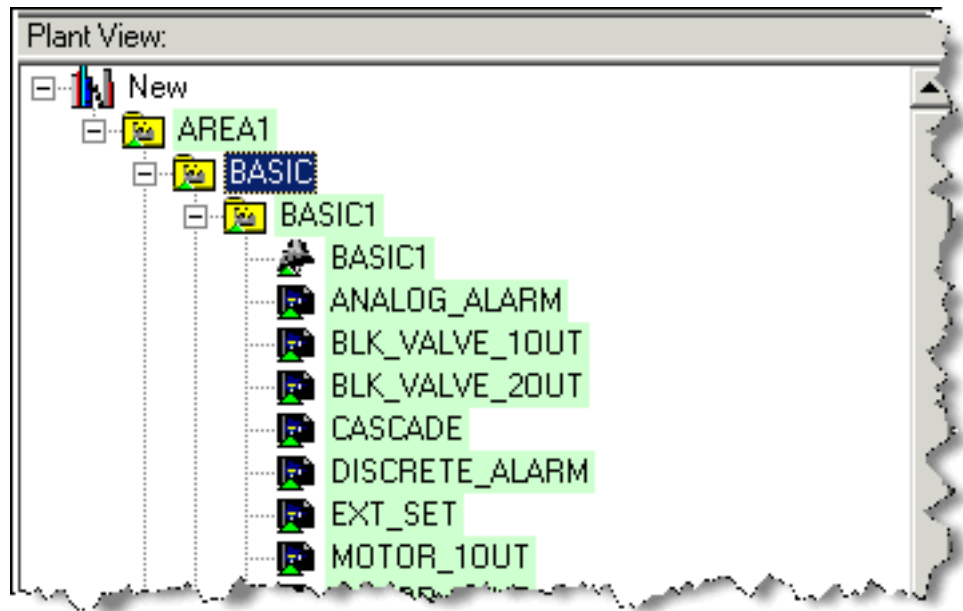 Plant View:
New
AREA1
BASIC
BASIC1
BASIC1
ANALOG_ALARM
BLK_VALVE_1OUT
BLK_VALVE_2OUT
CASCADE
DISCRETE_ALARM
EXT_SET
MOTOR_1OUT